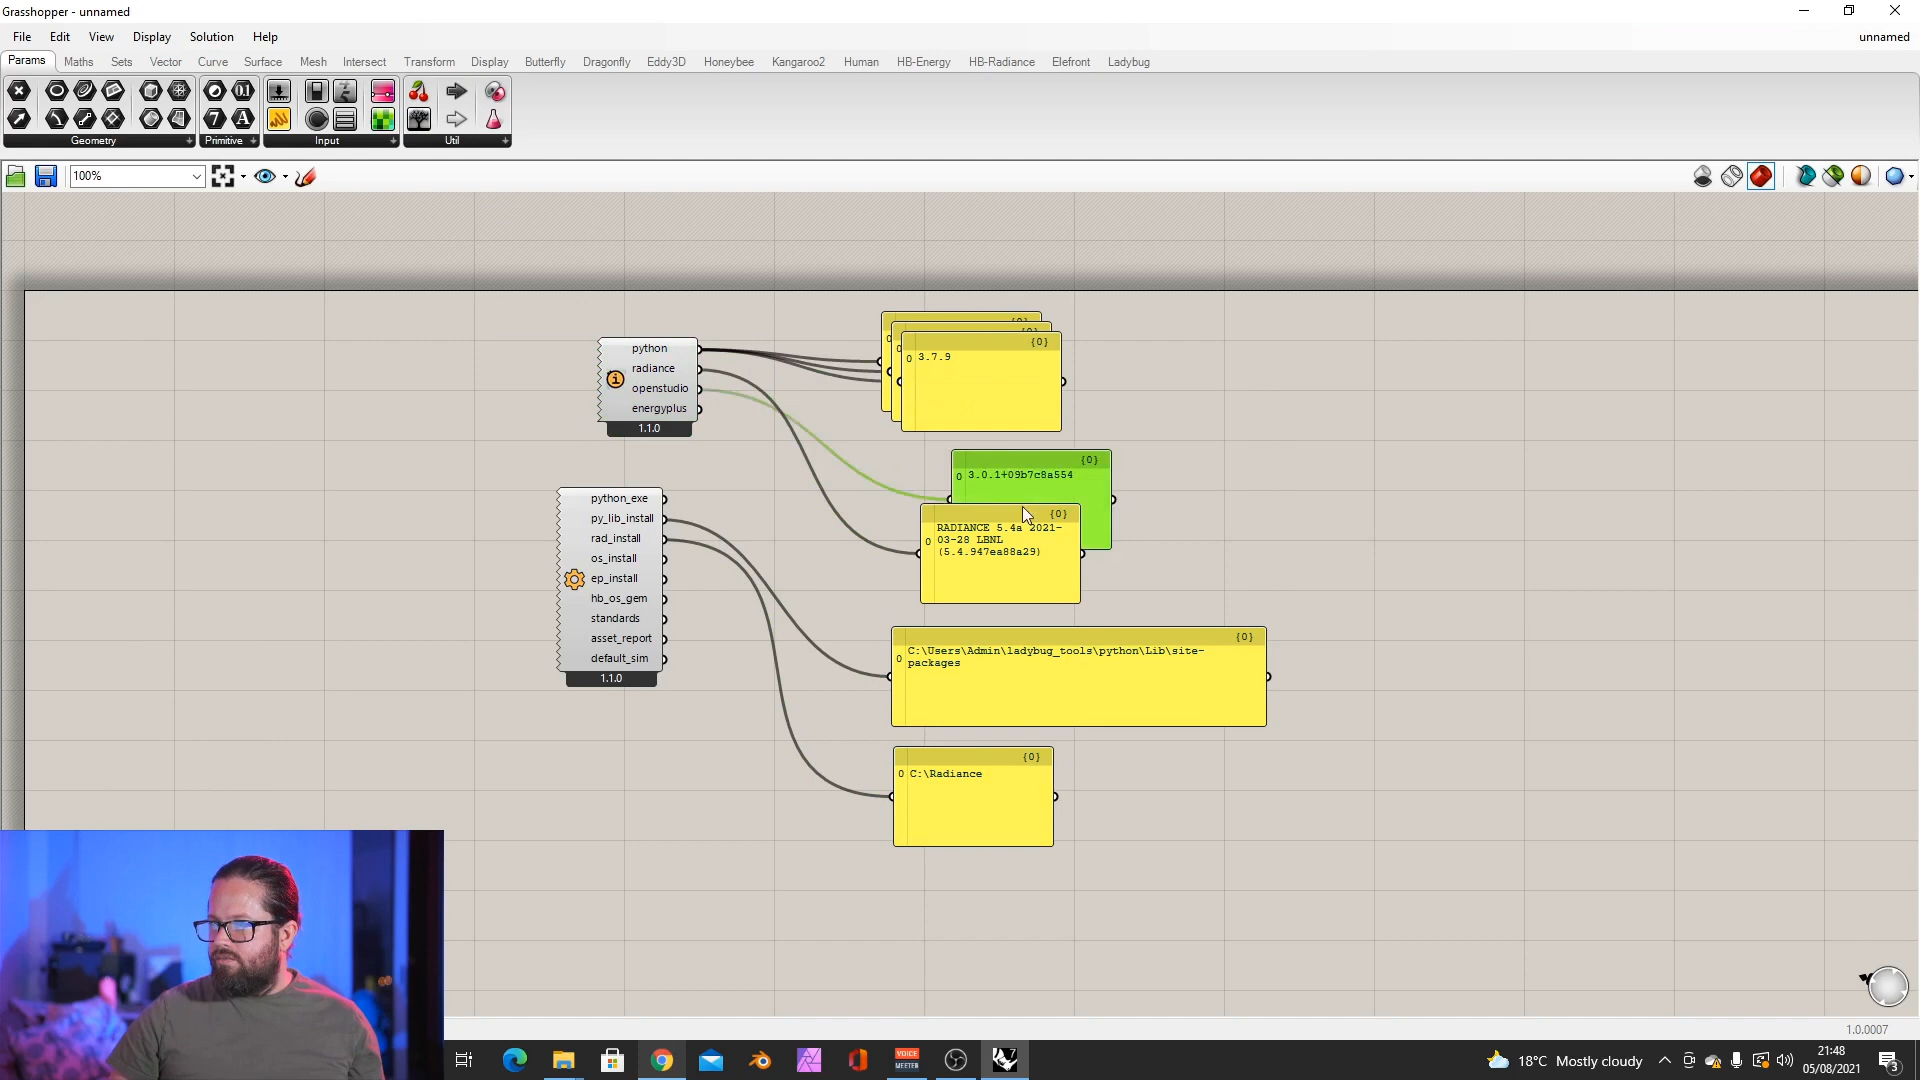 Grasshopper - unnamed
File Edit View Display Solution Help
unnamed
Params Maths Sets Vector Curve Surface Mesh Intersect Transform Display Butterfly Dragonfly Eddy3D Honeybee Kangaroo2 Human HB-Energy HB-Radiance Elefront Ladybug
Geometry Primitive Input Util
100%
python
radiance
openstudio
energyplus
1.1.0
{0}
{0}
{0}
0 3.7.9
{0}
0 3.0.1+09b7c8a554
{0}
RADIANCE 5.4a 2021-
0 03-28 LBNL
(5.4.947ea88a29)
python_exe
py_lib_install
rad_install
os_install
ep_install
hb_os_gem
standards
asset_report
default_sim
1.1.0
{0}
0 C:\Users\Admin\ladybug_tools\python\Lib\site-
packages
{0}
0 C:\Radiance
1.0.0007
VOICE
MEETER
18°C Mostly cloudy
21:48
05/08/2021
3